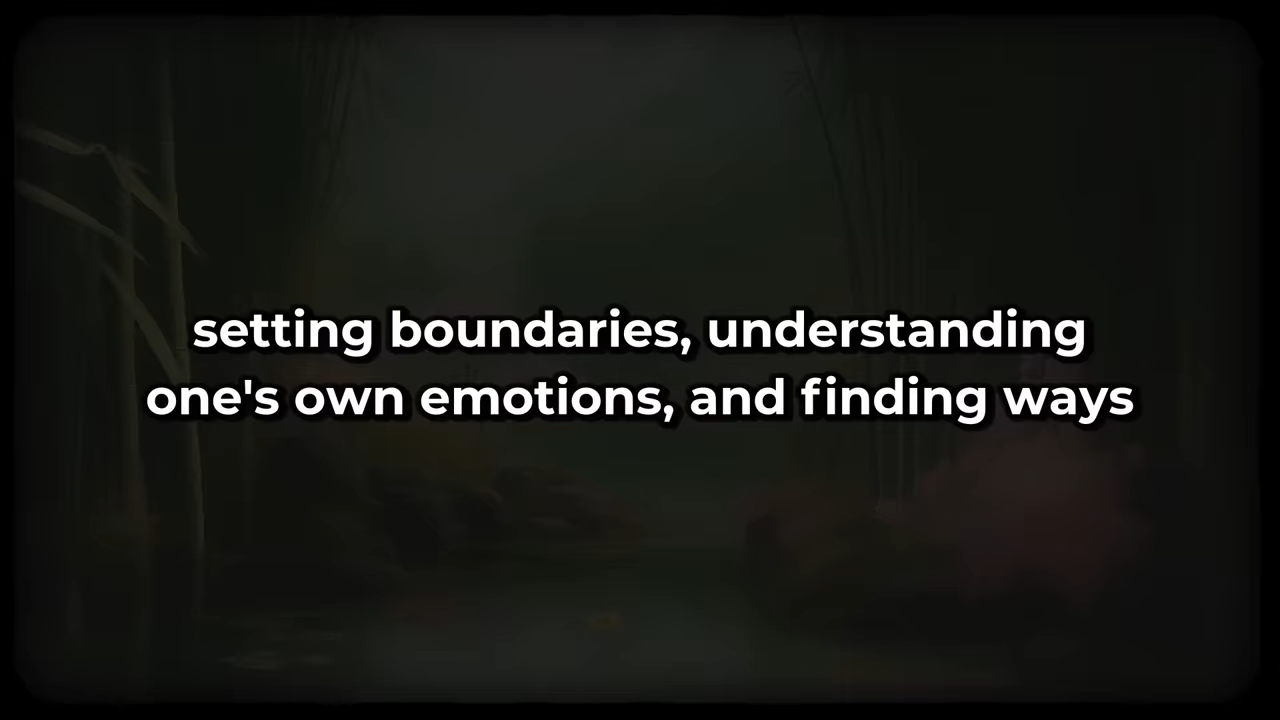 setting boundaries, understanding
one's own emotions, and finding ways